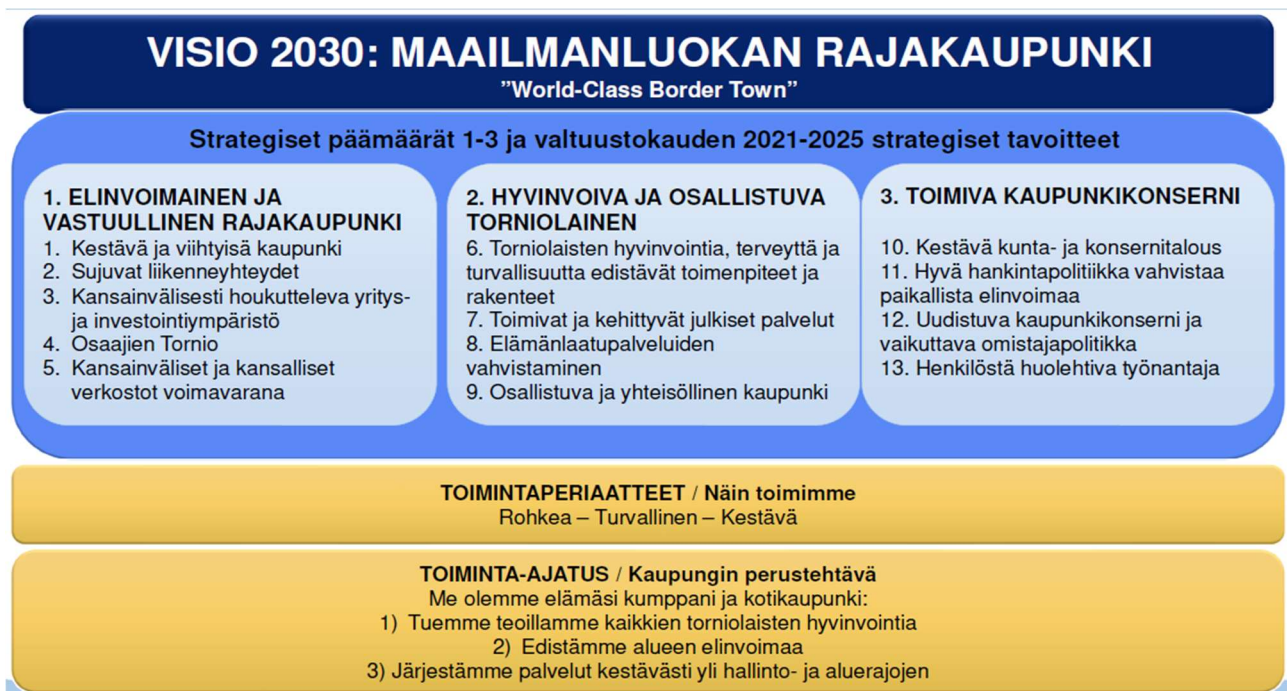 VISIO 2030: MAAILMANLUOKAN RAJAKAUPUNKI
”World-Class Border Town”
Strategiset päämäärät 1-3 ja valtuustokauden 2021-2025 strategiset tavoitteet
1. ELINVOIMAINEN JA
VASTUULLINEN RAJAKAUPUNKI
1. Kestävä ja viihtyisä kaupunki
2. Sujuvat liikenneyhteydet
3. Kansainvälisesti houkutteleva yritys-
ja investointiympäristö
4. Osaajien Tornio
5. Kansainväliset ja kansalliset
verkostot voimavarana
2. HYVINVOIVA JA OSALLISTUVA
TORNIOLAINEN
6. Torniolaisten hyvinvointia, terveyttä ja
turvallisuutta edistävät toimenpiteet ja
rakenteet
7. Toimivat ja kehittyvät julkiset palvelut
8. Elämänlaatupalveluiden
vahvistaminen
9. Osallistuva ja yhteisöllinen kaupunki
3. TOIMIVA KAUPUNKIKONSERNI
10. Kestävä kunta- ja konsernitalous
11. Hyvä hankintapolitiikka vahvistaa
paikallista elinvoimaa
12. Uudistuva kaupunkikonserni ja
vaikuttava omistajapolitikka
13. Henkilöstä huolehtiva työnantaja
TOIMINTAPERIAATTEET / Näin toimimme
Rohkea – Turvallinen – Kestävä
TOIMINTA-AJATUS / Kaupungin perustehtävä
Me olemme elämäsi kumppani ja kotikaupunki:
1) Tuemme teoillamme kaikkien torniolaisten hyvinvointia
2) Edistämme alueen elinvoimaa
3) Järjestämme palvelut kestävästi yli hallinto- ja aluerajojen